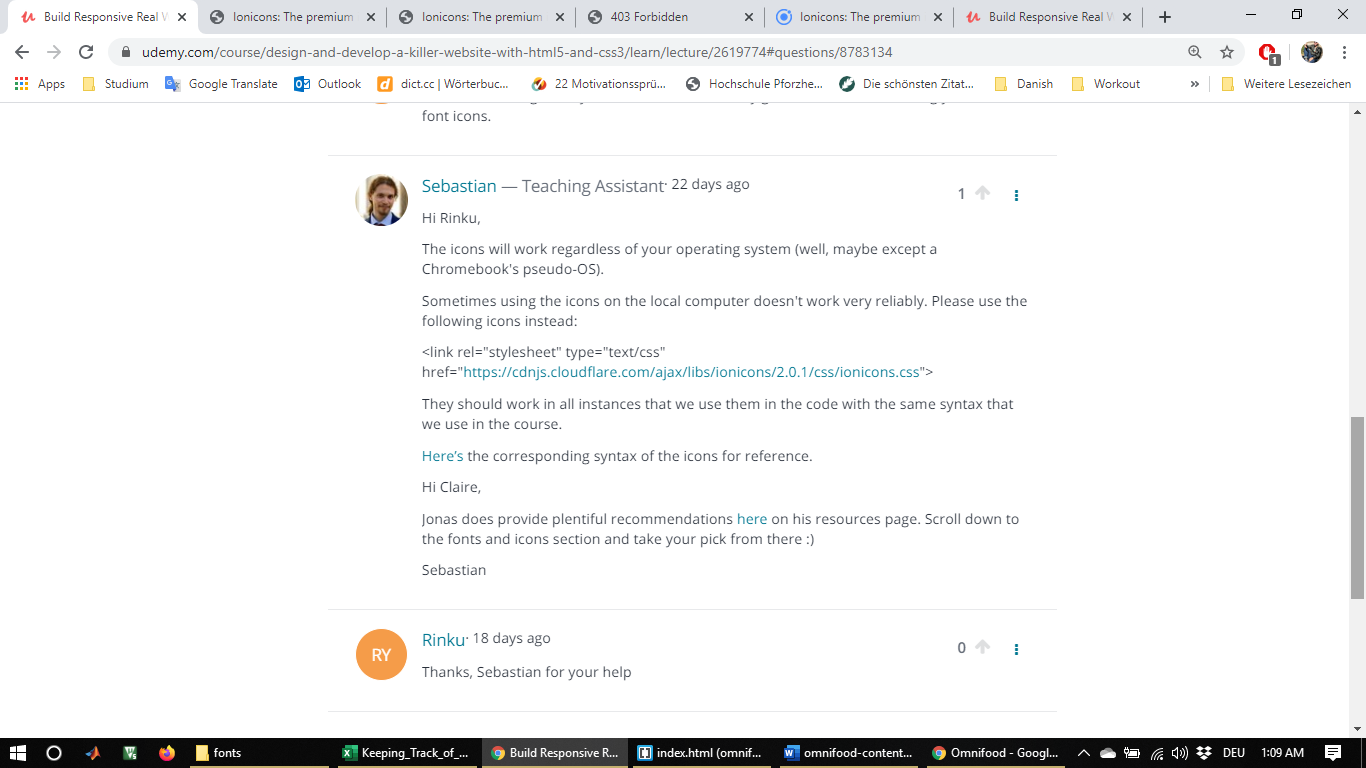 Build Responsive Real W
Ionicons: The premium
Ionicons: The premium
403 Forbidden
Ionicons: The premium
Build Responsive Real W
udemy.com/course/design-and-develop-a-killer-website-with-html5-and-css3/learn/lecture/2619774#questions/8783134
1
Apps
Studium
Google Translate
Outlook
dict.cc | Wörterbuc...
22 Motivationssprü...
Hochschule Pforzhe...
Die schönsten Zitat...
Danish
Workout
»
Weitere Lesezeichen
font icons.
Sebastian — Teaching Assistant· 22 days ago
1
Hi Rinku,
The icons will work regardless of your operating system (well, maybe except a
Chromebook's pseudo-OS).
Sometimes using the icons on the local computer doesn't work very reliably. Please use the
following icons instead:
<link rel="stylesheet" type="text/css"
href="https://cdnjs.cloudflare.com/ajax/libs/ionicons/2.0.1/css/ionicons.css">
They should work in all instances that we use them in the code with the same syntax that
we use in the course.
Here's the corresponding syntax of the icons for reference.
Hi Claire,
Jonas does provide plentiful recommendations here on his resources page. Scroll down to
the fonts and icons section and take your pick from there :)
Sebastian
RY
Rinku· 18 days ago
0
Thanks, Sebastian for your help
fonts
Keeping_Track_of_...
Build Responsive R...
index.html (omnif...
omnifood-content...
Omnifood - Googl...
DEU
1:09 AM